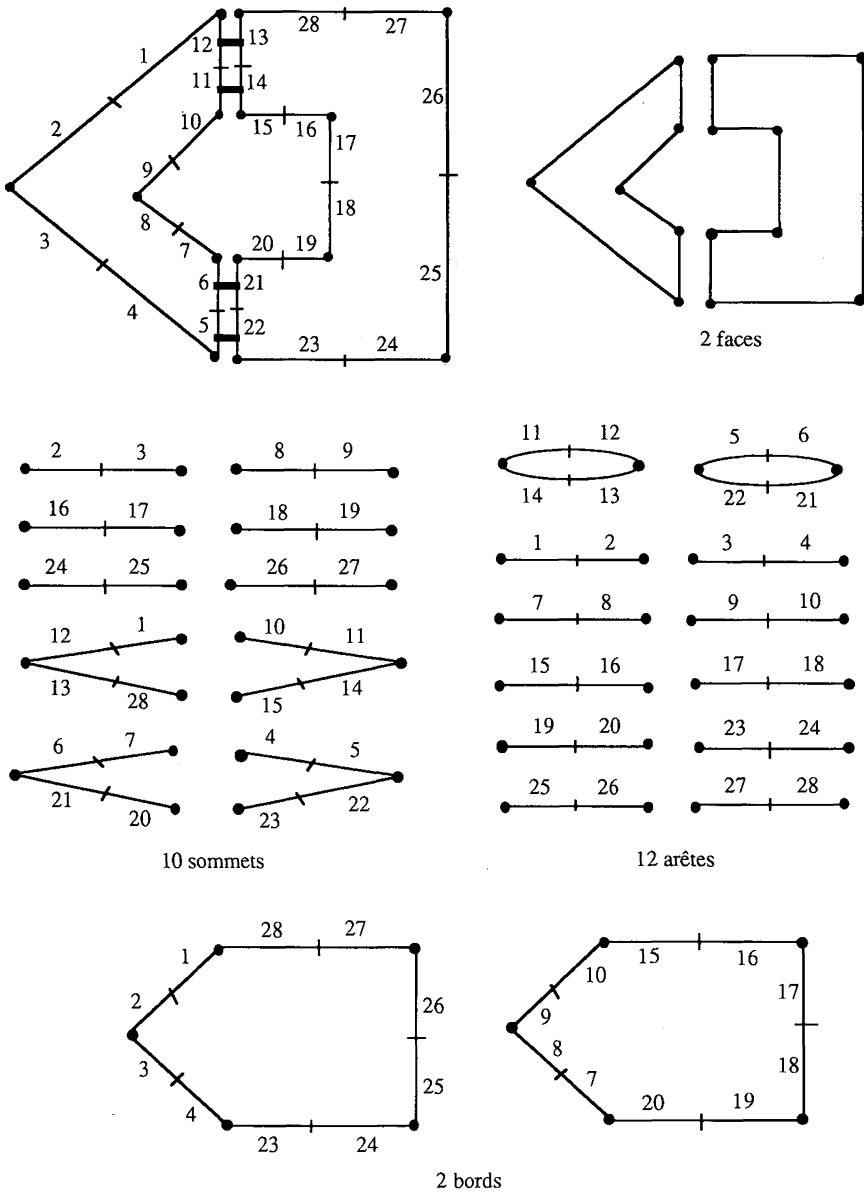 28 27
1 12 13
11 14
26
2 10 15 16
17
9
8 18
3 7 20 19
6 21
25
4 5 22
23 24
2 faces
2 3 8 9
16 17 18 19
24 25 26 27
12 1 10 11
13 28 15 14
6 7 4 5
21 20 23 22
10 sommets
11 12 5 6
14 13 22 21
1 2 3 4
7 8 9 10
15 16 17 18
19 20 23 24
25 26 27 28
12 arêtes
28 27
1
2 26
3 25
4
23 24
15 16
10 17
9
8 18
7
20 19
2 bords